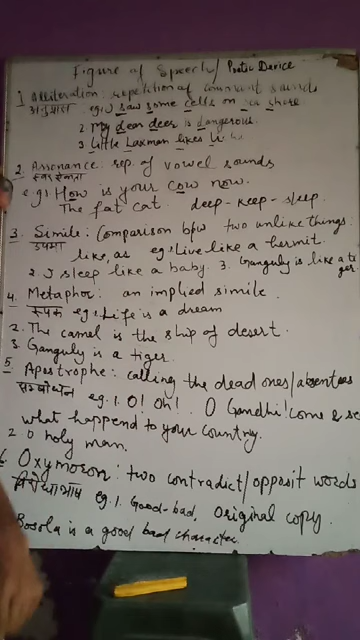 Figure of Speech / Poetic Device
1 Alliteration: repetition of consonant sounds
अनुप्रास eg. I saw some cells on sea shore
2. My dear deer is dangerous.
3 Little Laxman likes
2. Assonance: rep. of vowel sounds
e.g. How is your cow now.
The fat cat. deep-keep-sleep.
3. Simile: Comparison b/w two unlike things.
उपमा like, as eg. Live like a hermit.
2. I sleep like a baby. 3. Ganguly is like a ti
ger.
4. Metaphor: an implied simile.
रूपक eg. Life is a dream
2. The camel is the ship of desert.
3. Ganguly is a tiger.
5 Apostrophe: calling the dead ones/absentees
सम्बोधन eg. 1. O! Oh! O Gandhi! Come & se
what happend to your country.
2. O holy man.
6. Oxymoron: two contradict/opposit words
eg. 1. Good-bad, Original copy.
Bosola is a good bad character.